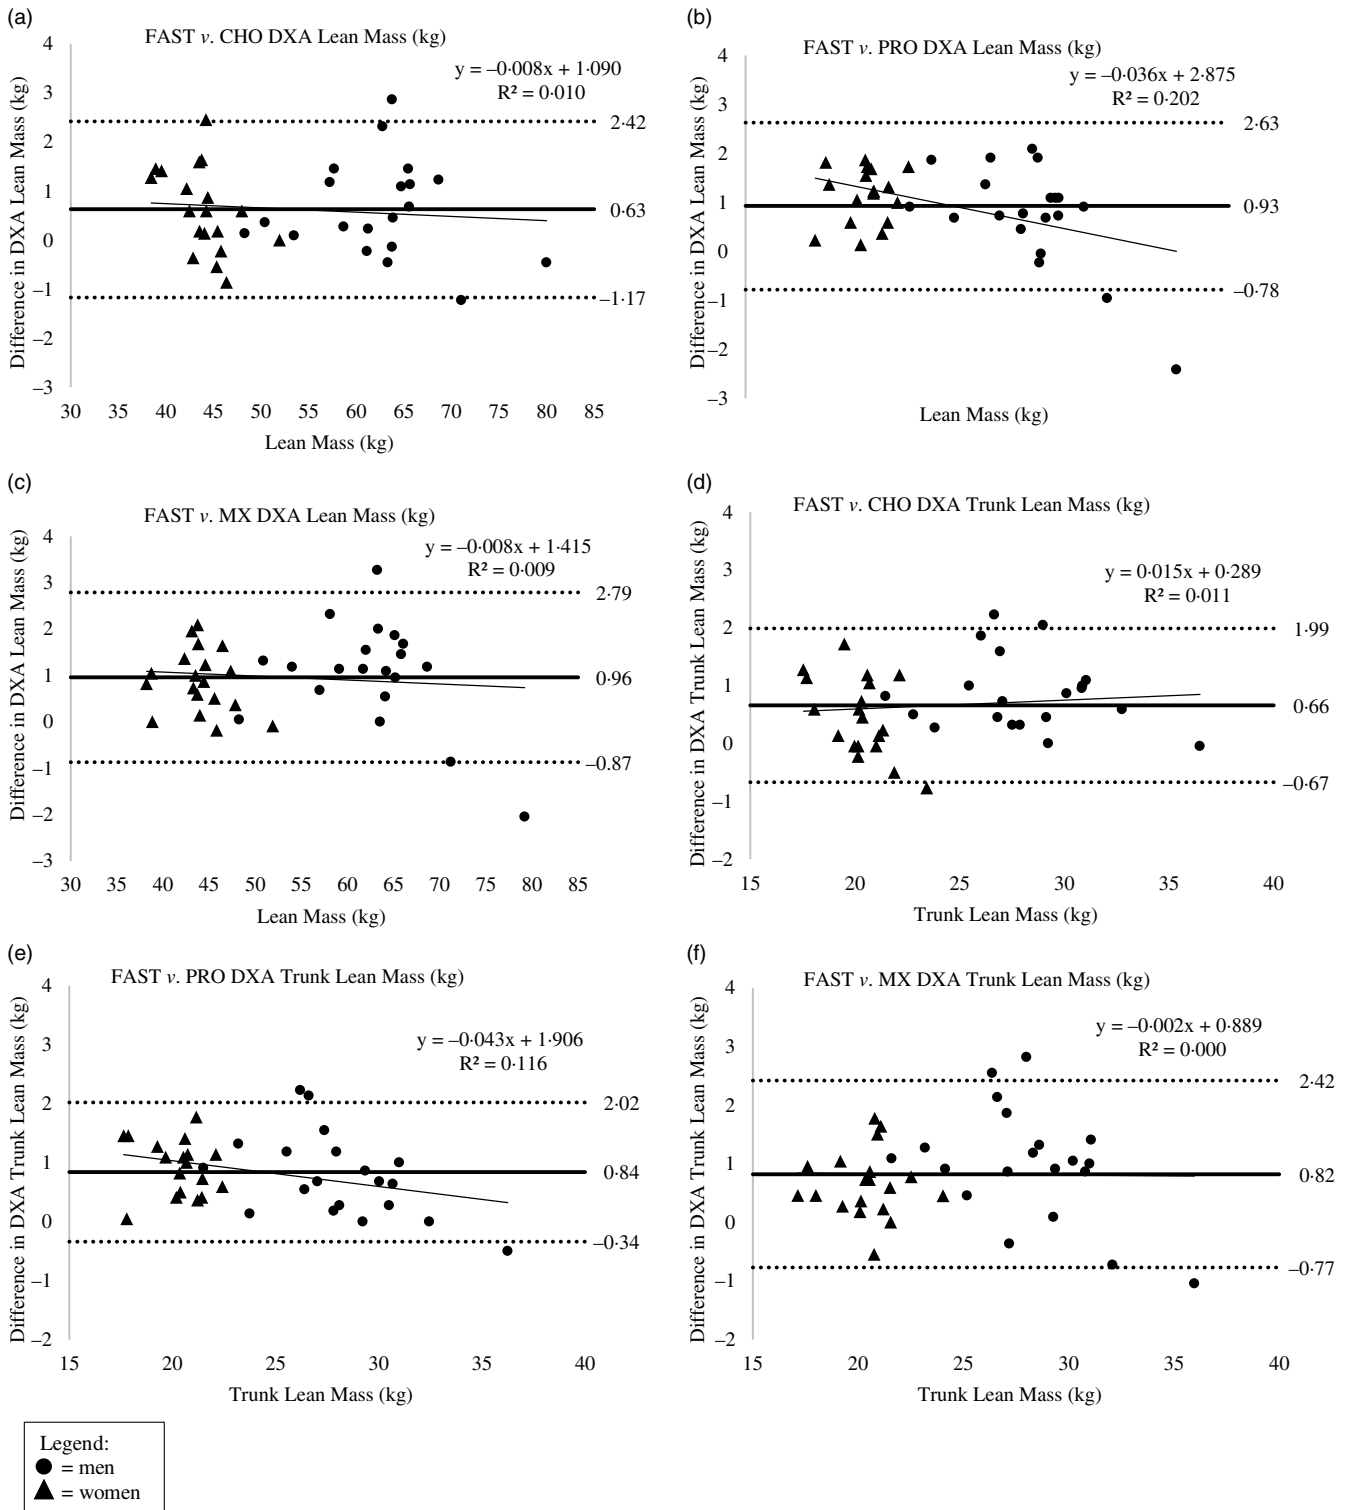 (a)
FAST v. CHO DXA Lean Mass (kg)
y = –0·008x + 1·090
R² = 0·010
Difference in DXA Lean Mass (kg)
4
3
2
1
0
–1
–2
–3
2·42
0·63
–1·17
30 35 40 45 50 55 60 65 70 75 80 85
Lean Mass (kg)
(b)
FAST v. PRO DXA Lean Mass (kg)
y = –0·036x + 2·875
R² = 0·202
Difference in DXA Lean Mass (kg)
4
3
2
1
0
–1
–2
–3
2·63
0·93
–0·78
Lean Mass (kg)
(c)
FAST v. MX DXA Lean Mass (kg)
y = –0·008x + 1·415
R² = 0·009
Difference in DXA Lean Mass (kg)
4
3
2
1
0
–1
–2
–3
2·79
0·96
–0·87
30 35 40 45 50 55 60 65 70 75 80 85
Lean Mass (kg)
(d)
FAST v. CHO DXA Trunk Lean Mass (kg)
y = 0·015x + 0·289
R² = 0·011
Difference in DXA Trunk Lean Mass (kg)
4
3
2
1
0
–1
–2
1·99
0·66
–0·67
15 20 25 30 35 40
Trunk Lean Mass (kg)
(e)
FAST v. PRO DXA Trunk Lean Mass (kg)
y = –0·043x + 1·906
R² = 0·116
Difference in DXA Trunk Lean Mass (kg)
4
3
2
1
0
–1
–2
2·02
0·84
–0·34
15 20 25 30 35 40
Trunk Lean Mass (kg)
(f)
FAST v. MX DXA Trunk Lean Mass (kg)
y = –0·002x + 0·889
R² = 0·000
Difference in DXA Trunk Lean Mass (kg)
4
3
2
1
0
–1
–2
2·42
0·82
–0·77
15 20 25 30 35 40
Trunk Lean Mass (kg)
Legend:
= men
= women